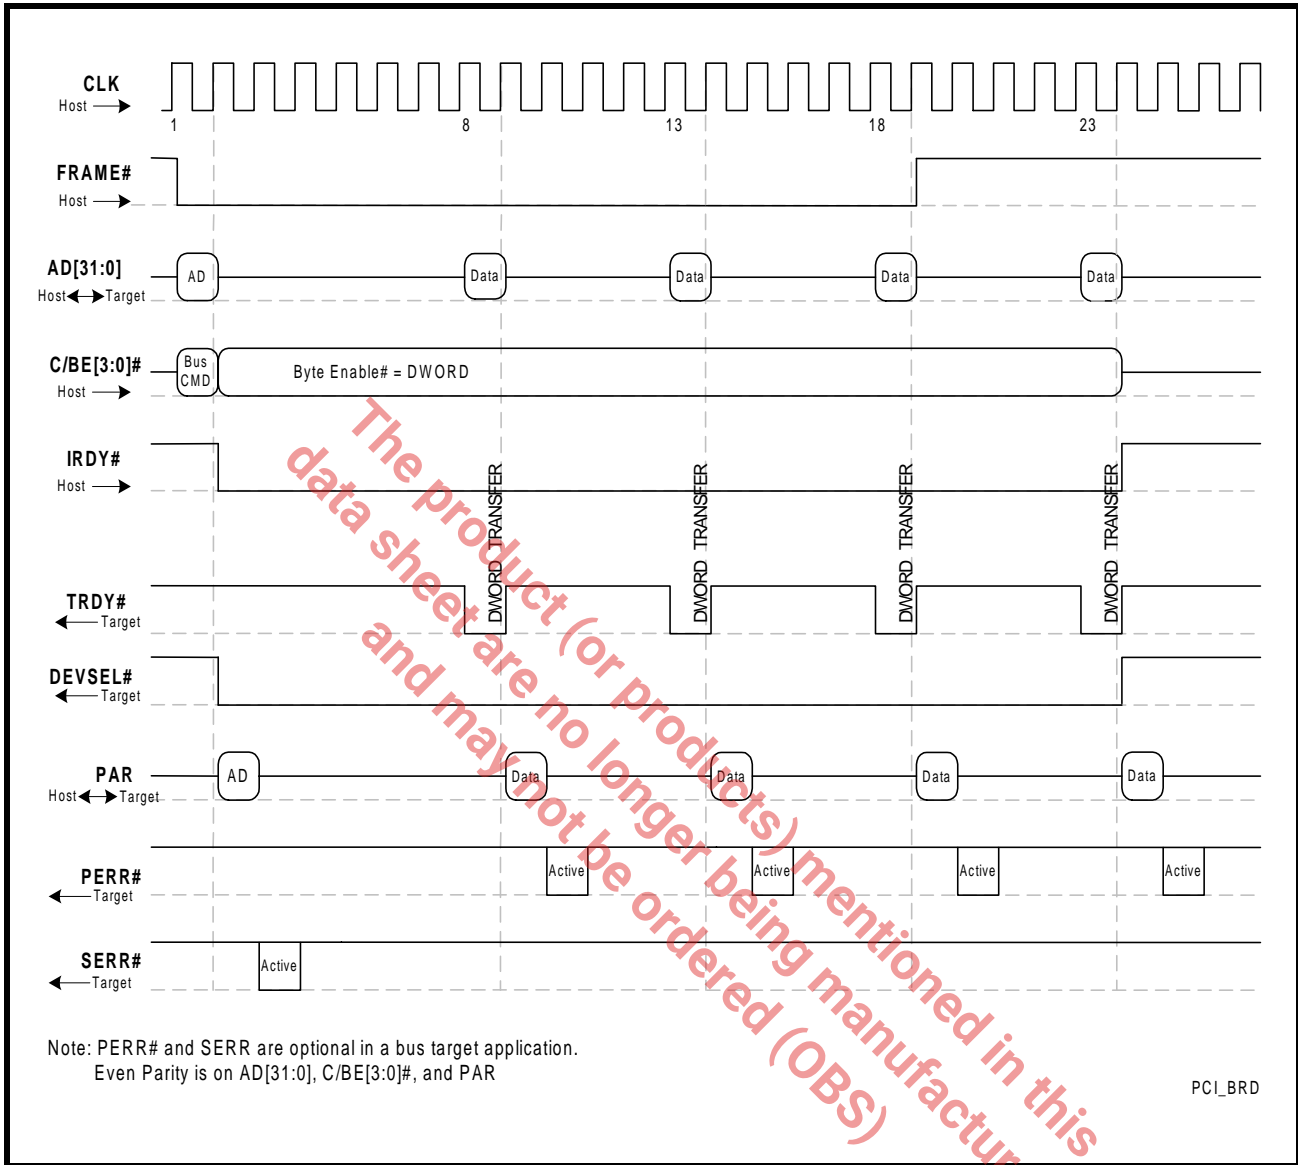 CLK
Host
1 8 13 18 23
FRAME#
Host
AD[31:0]
Host Target
AD Data Data Data Data
C/BE[3:0]#
Host
Bus
CMD
Byte Enable# = DWORD
IRDY#
Host
DWORD TRANSFER
DWORD TRANSFER
DWORD TRANSFER
DWORD TRANSFER
TRDY#
Target
DEVSEL#
Target
PAR
Host Target
AD Data Data Data Data
PERR#
Target
Active Active Active Active
SERR#
Target
Active
Note: PERR# and SERR are optional in a bus target application.
Even Parity is on AD[31:0], C/BE[3:0]#, and PAR
PCI_BRD
The product (or products) mentioned in this
data sheet are no longer being manufactur
and may not be ordered (OBS)